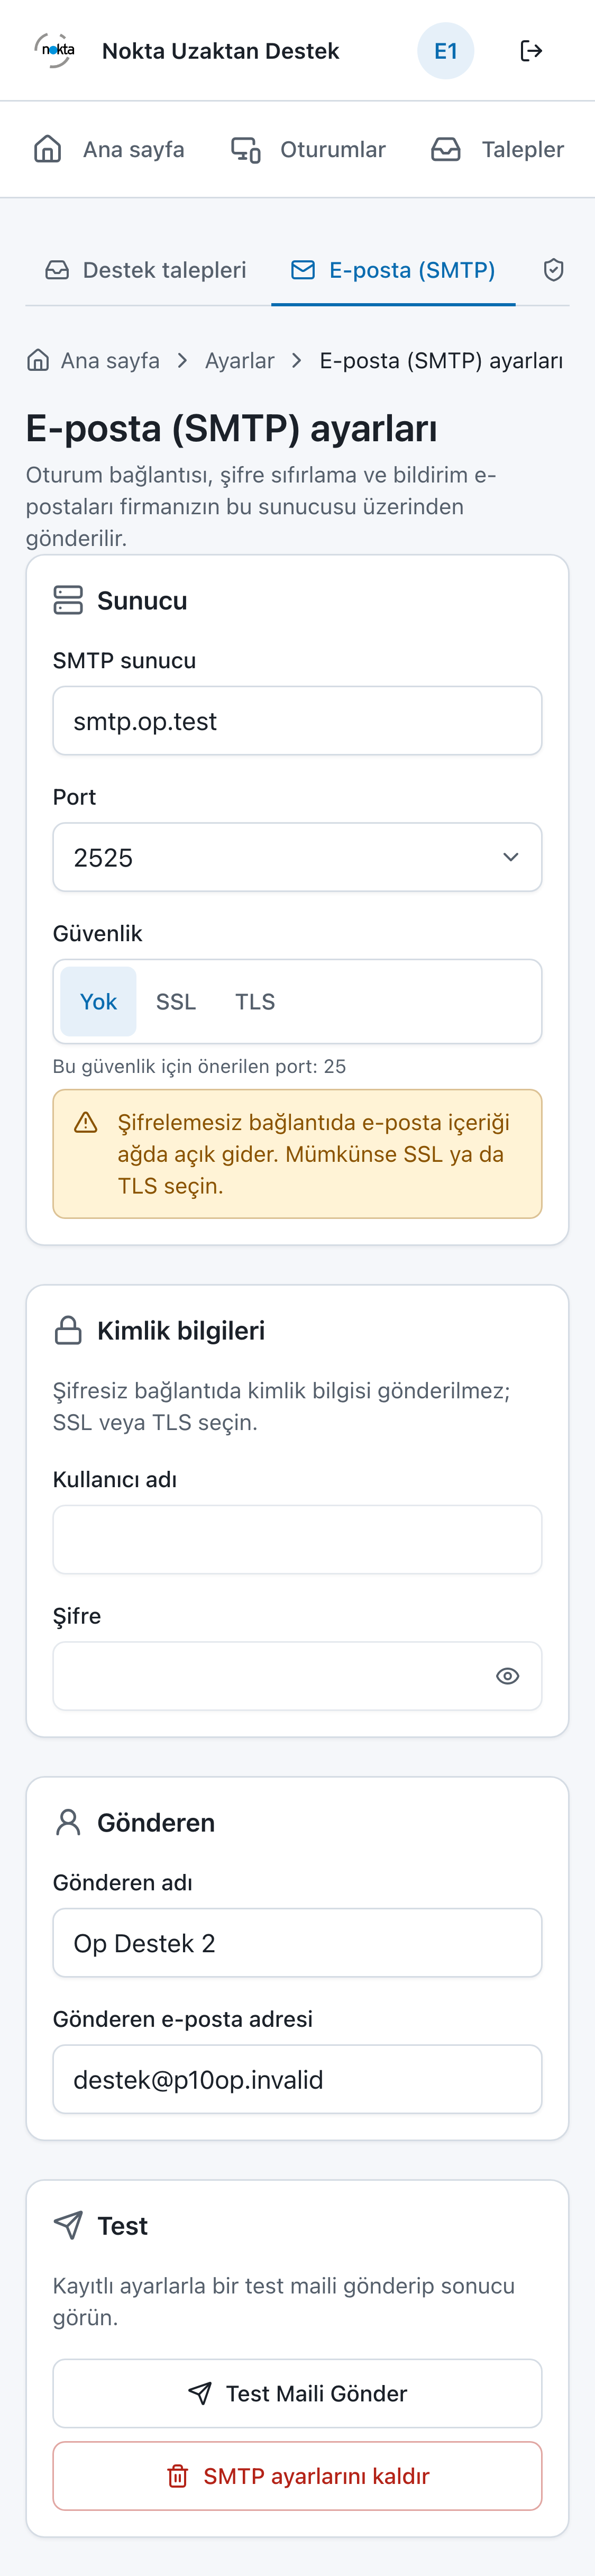 nokta
Nokta Uzaktan Destek
E1
Ana sayfa
Oturumlar
Talepler
Destek talepleri
E-posta (SMTP)
Ana sayfa > Ayarlar > E-posta (SMTP) ayarları
E-posta (SMTP) ayarları
Oturum bağlantısı, şifre sıfırlama ve bildirim e-
postaları firmanızın bu sunucusu üzerinden
gönderilir.
Sunucu
SMTP sunucu
smtp.op.test
Port
2525
Güvenlik
Yok
SSL
TLS
Bu güvenlik için önerilen port: 25
Şifrelemesiz bağlantıda e-posta içeriği
ağda açık gider. Mümkünse SSL ya da
TLS seçin.
Kimlik bilgileri
Şifresiz bağlantıda kimlik bilgisi gönderilmez;
SSL veya TLS seçin.
Kullanıcı adı
Şifre
Gönderen
Gönderen adı
Op Destek 2
Gönderen e-posta adresi
destek@p10op.invalid
Test
Kayıtlı ayarlarla bir test maili gönderip sonucu
görün.
Test Maili Gönder
SMTP ayarlarını kaldır